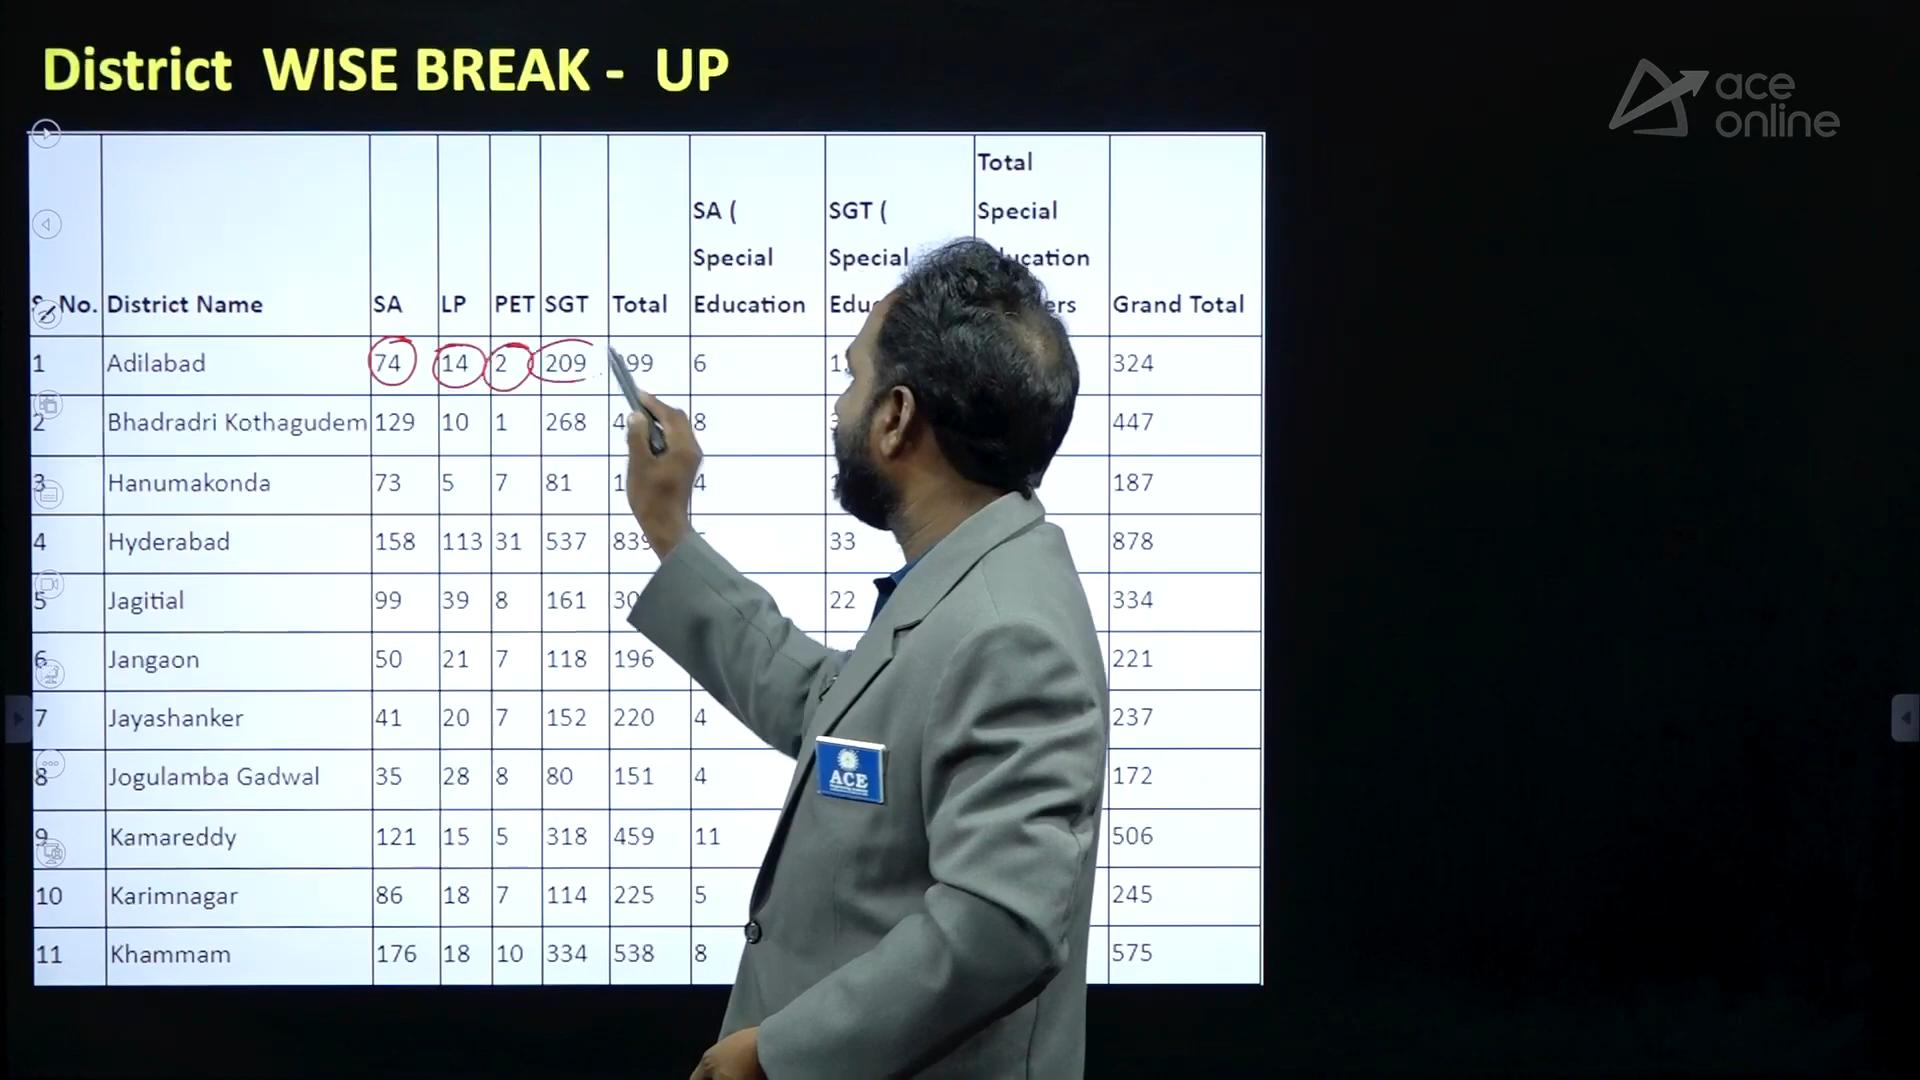 District WISE BREAK - UP
ace
online
Total
SA ( SGT ( Special
Special Special
No. District Name SA LP PET SGT Total Education Grand Total
1 Adilabad 74 14 2 209 6 324
2 Bhadradri Kothagudem 129 10 1 268 8 447
3 Hanumakonda 73 5 7 81 4 187
4 Hyderabad 158 113 31 537 839 33 878
5 Jagitial 99 39 8 161 22 334
6 Jangaon 50 21 7 118 196 221
7 Jayashanker 41 20 7 152 220 4 237
8 Jogulamba Gadwal 35 28 8 80 151 4 172
9 Kamareddy 121 15 5 318 459 11 506
10 Karimnagar 86 18 7 114 225 5 245
11 Khammam 176 18 10 334 538 8 575
ACE